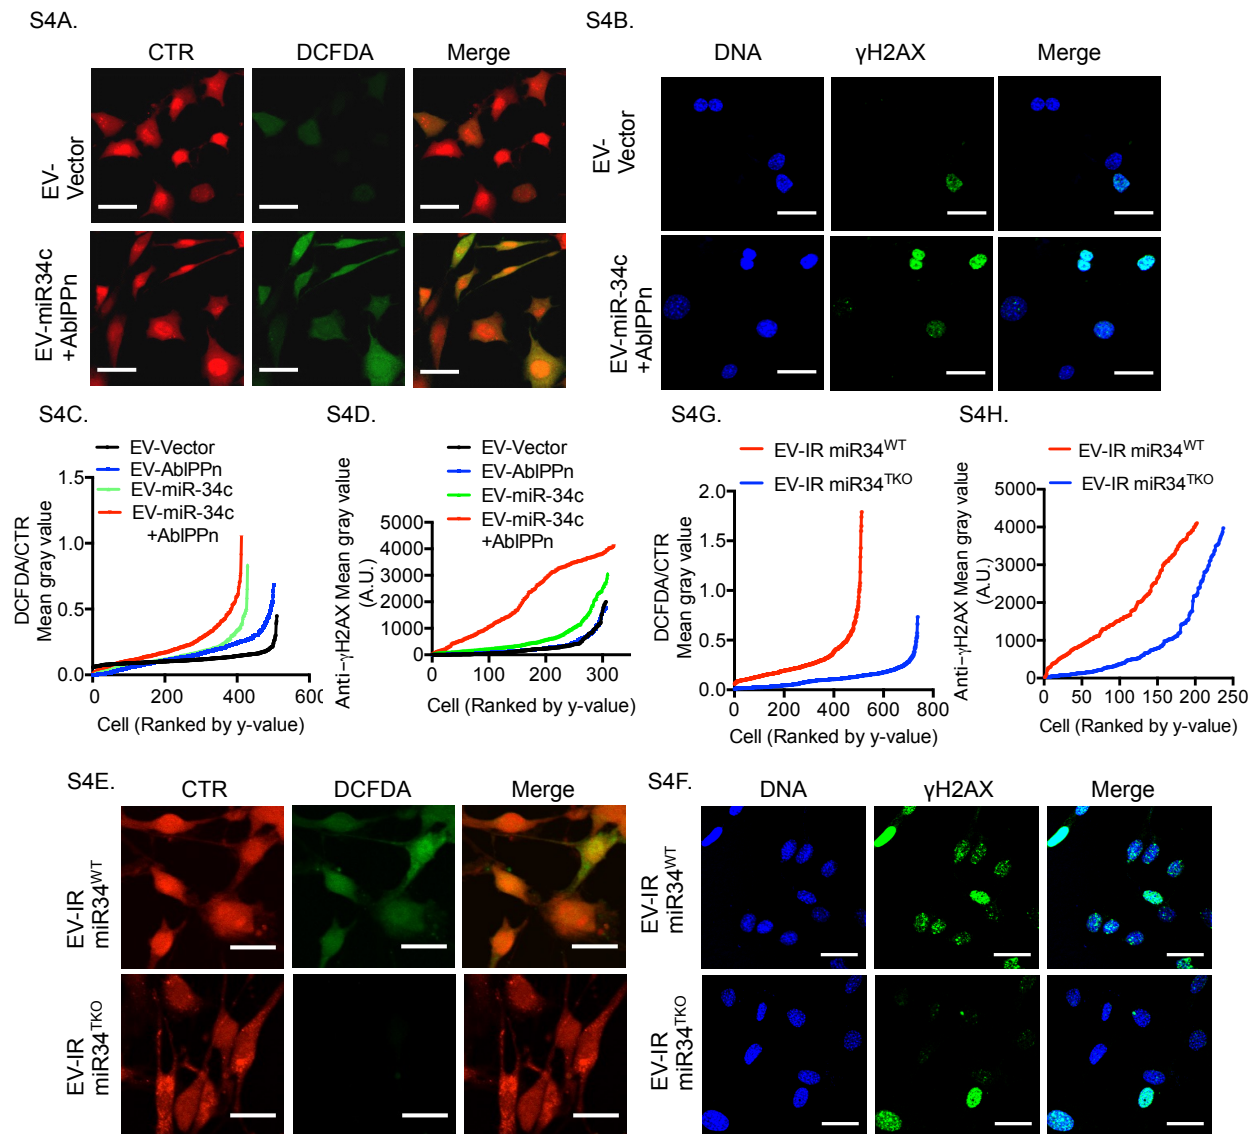 S4A.
CTR DCFDA Merge
EV-
Vector
EV-miR34c
+AblPPn
S4B.
DNA γH2AX Merge
EV-
Vector
EV-miR-34c
+AblPPn
S4C.
EV-Vector
EV-AblPPn
EV-miR-34c
EV-miR-34c
+AblPPn
DCFDA/CTR
Mean gray value
1.5
1.0
0.5
0.0
0 200 400 600
Cell (Ranked by y-value)
S4D.
EV-Vector
EV-AblPPn
EV-miR-34c
EV-miR-34c
+AblPPn
Anti–γH2AX Mean gray value
(A.U.)
5000
4000
3000
2000
1000
0
0 100 200 300
Cell (Ranked by y-value)
S4G.
EV-IR miR34WT
EV-IR miR34TKO
DCFDA/CTR
Mean gray value
2.0
1.5
1.0
0.5
0.0
0 200 400 600 800
Cell (Ranked by y-value)
S4H.
EV-IR miR34WT
EV-IR miR34TKO
Anti–γH2AX Mean gray value
(A.U.)
5000
4000
3000
2000
1000
0
0 50 100 150 200 250
Cell (Ranked by y-value)
S4E.
CTR DCFDA Merge
EV-IR
miR34WT
EV-IR
miR34TKO
S4F.
DNA γH2AX Merge
EV-IR
miR34WT
EV-IR
miR34TKO